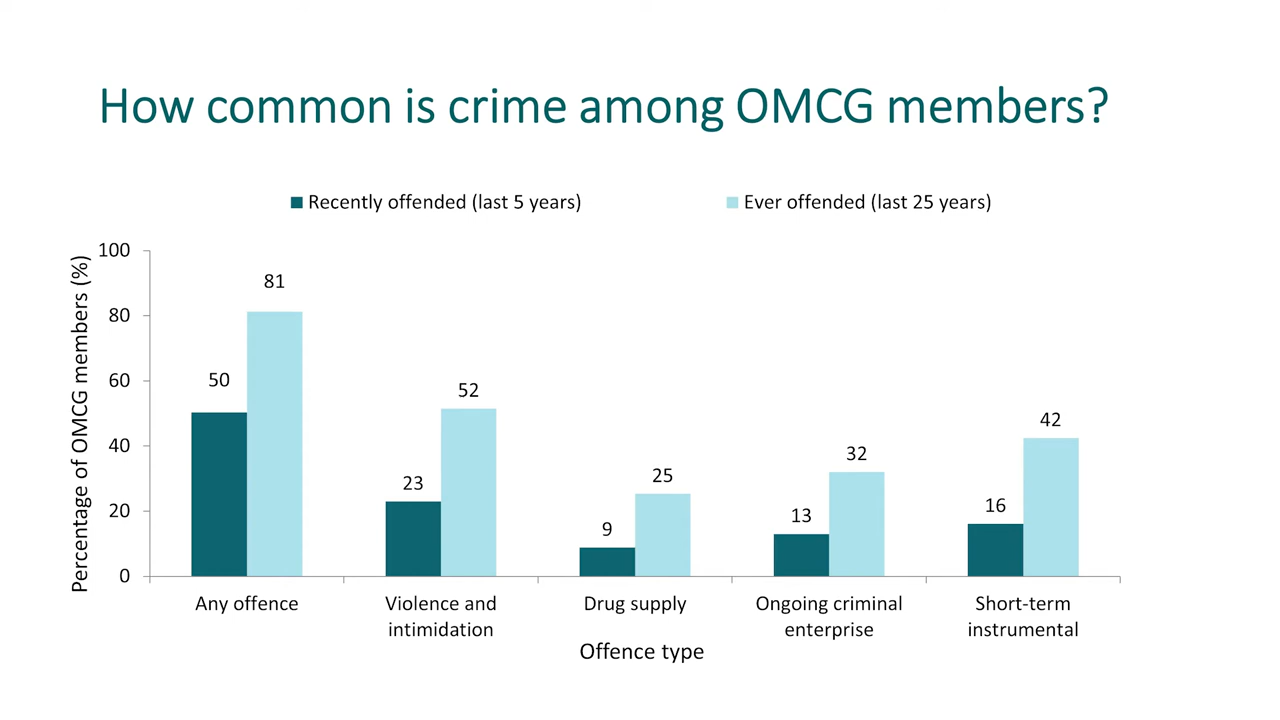 How common is crime among OMCG members?
Recently offended (last 5 years)
Ever offended (last 25 years)
Percentage of OMCG members (%)
100
80
60
40
20
0
50
81
23
52
9
25
13
32
16
42
Any offence
Violence and
intimidation
Drug supply
Ongoing criminal
enterprise
Short-term
instrumental
Offence type